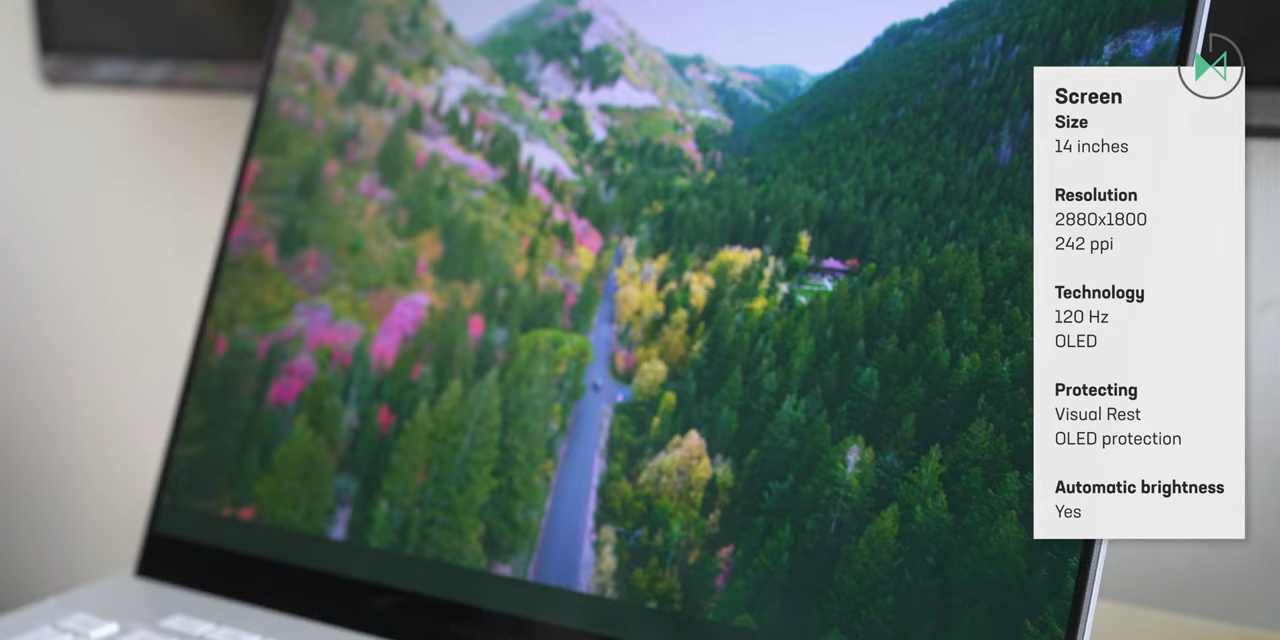 Screen
Size
14 inches
Resolution
2880x1800
242 ppi
Technology
120 Hz
OLED
Protecting
Visual Rest
OLED protection
Automatic brightness
Yes